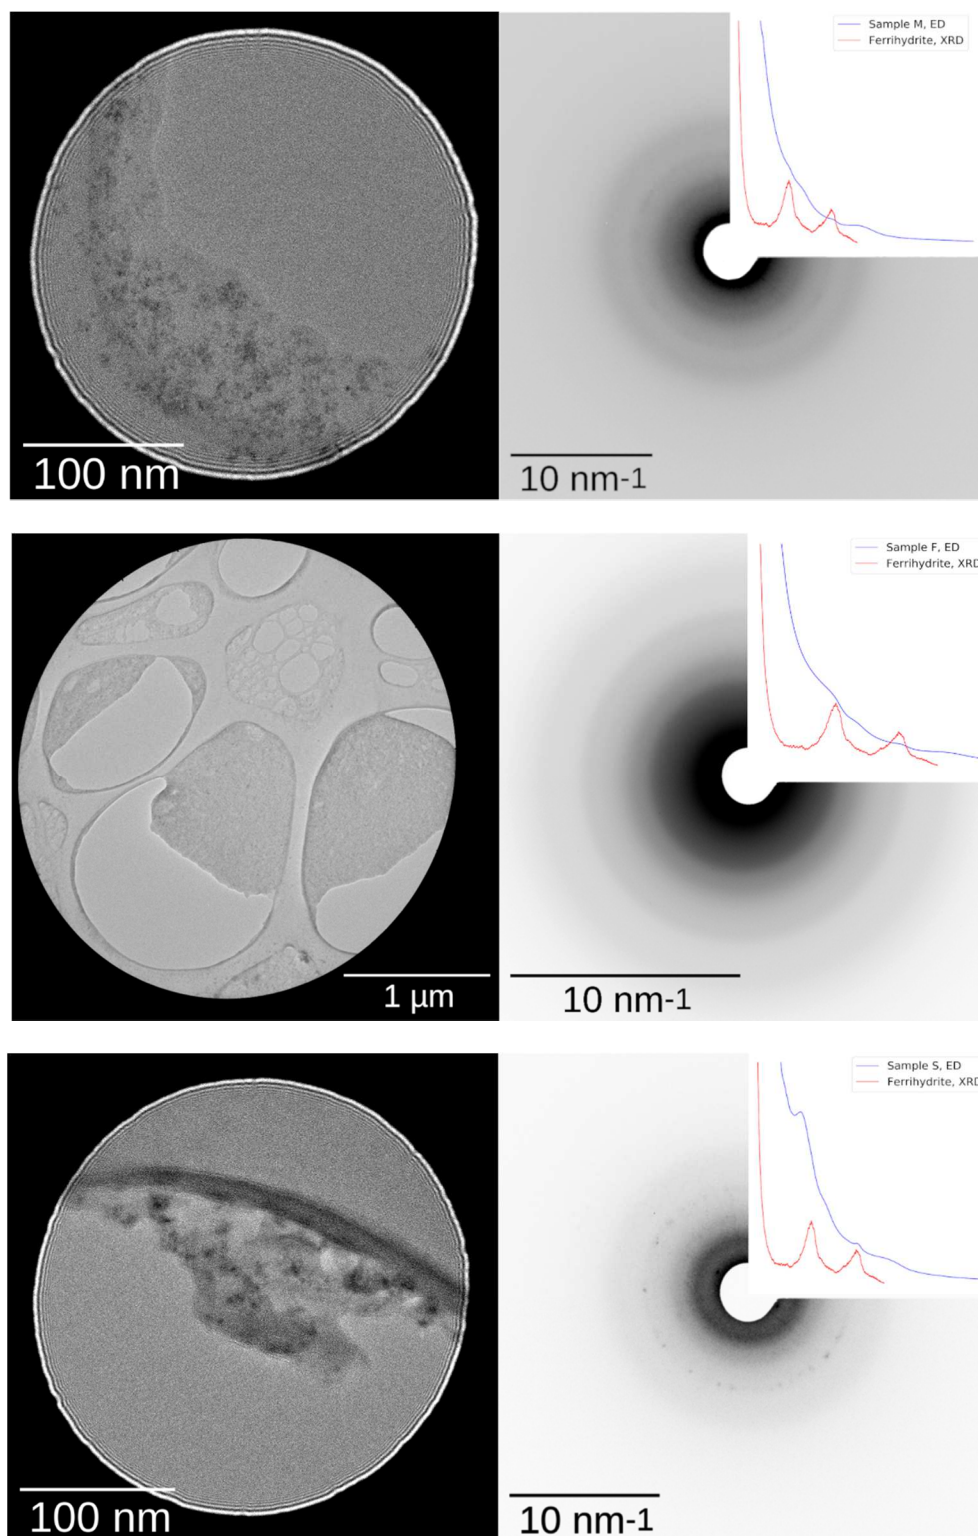 Sample M, ED
Ferrihydrite, XRD
100 nm
10 nm-1
Sample F, ED
Ferrihydrite, XRD
1 µm
10 nm-1
Sample S, ED
Ferrihydrite, XRD
100 nm
10 nm-1